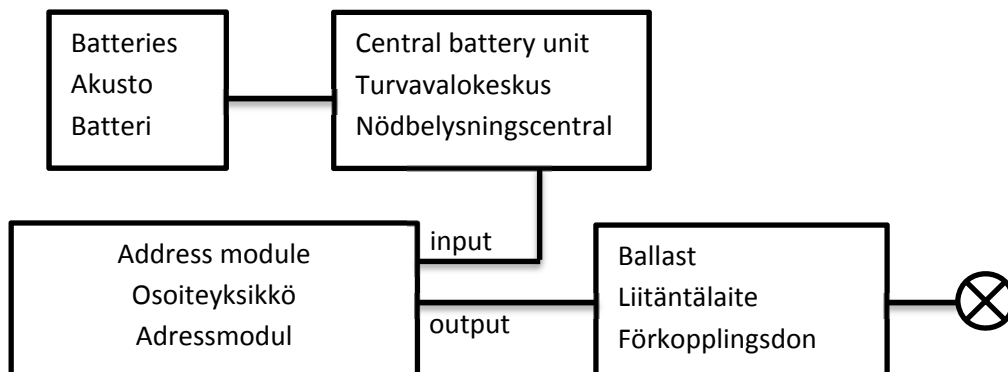 Batteries
Akusto
Batteri
Central battery unit
Turvavalokeskus
Nödbelysningscentral
Address module
Osoiteyksikkö
Adressmodul
input
output
Ballast
Liitäntälaite
Förkopplingsdon